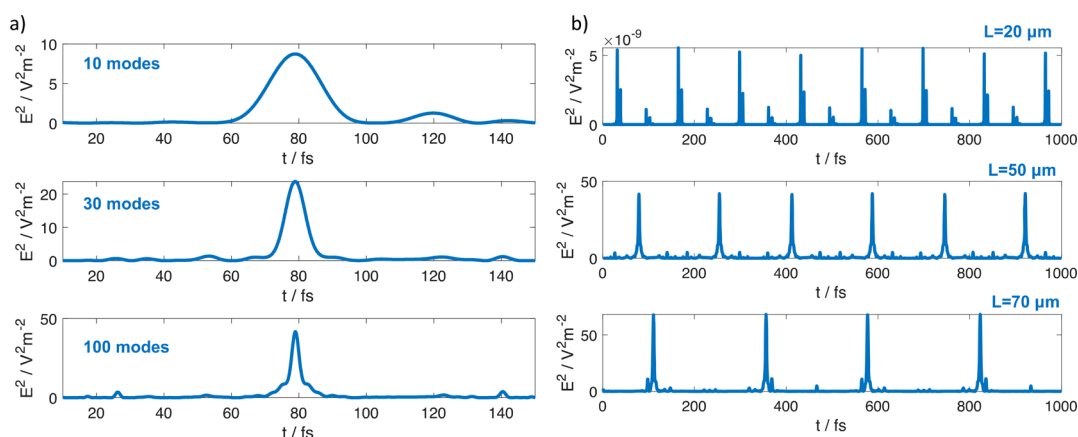 a)
10
5
0
E² / V²m⁻²
10 modes
20 40 60 80 100 120 140
t / fs
20
10
0
E² / V²m⁻²
30 modes
20 40 60 80 100 120 140
t / fs
50
0
E² / V²m⁻²
100 modes
20 40 60 80 100 120 140
t / fs
b)
L=20 µm
×10⁻⁹
5
0
E² / V²m⁻²
0 200 400 600 800 1000
t / fs
L=50 µm
50
0
E² / V²m⁻²
0 200 400 600 800 1000
t / fs
L=70 µm
50
0
E² / V²m⁻²
0 200 400 600 800 1000
t / fs